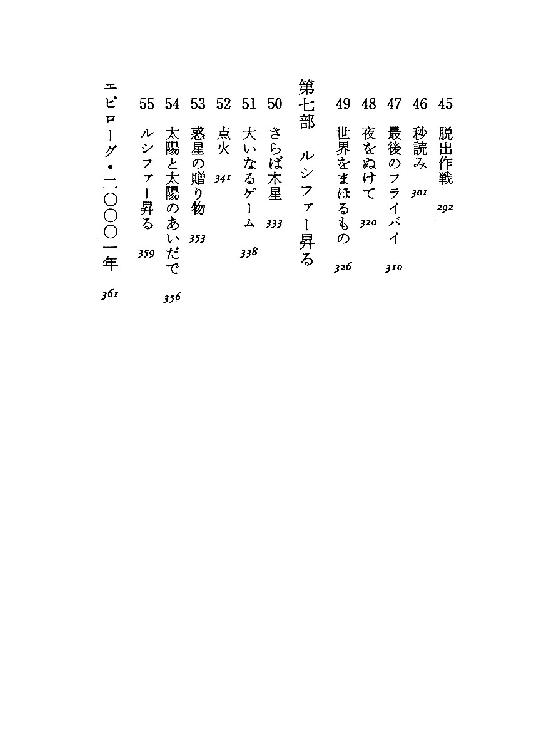 45 脱出作戦 292
46 秒読み 301
47 最後のフライバイ 310
48 夜をぬけて 320
49 世界をまほるもの 326
第七部 ルシファー昇る
50 さらば木星 333
51 大いなるゲーム 338
52 点火 341
53 惑星の贈り物 353
54 太陽と太陽のあいだで 356
55 ルシファー昇る 359
エピローグ・二〇〇〇一年 361